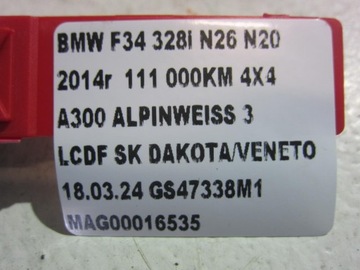 BMW F34 328i N26 N20
2014r 111 000KM 4X4
A300 ALPINWEISS 3
LCDF SK DAKOTA/VENETO
18.03.24 GS47338M1
MAG00016535